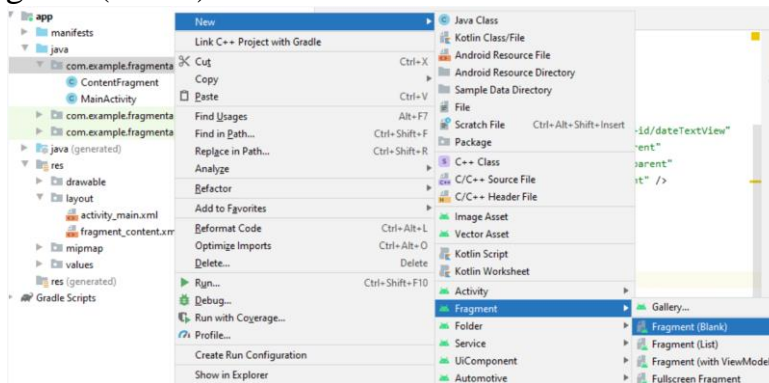 app
manifests
java
com.example.fragmenta
ContentFragment
MainActivity
com.example.fragmenta
com.example.fragmenta
java (generated)
res
drawable
layout
activity_main.xml
fragment_content.xm
mipmap
values
res (generated)
Gradle Scripts
New
Link C++ Project with Gradle
Cut Ctrl+X
Copy
Paste Ctrl+V
Find Usages Alt+F7
Find in Path... Ctrl+Shift+F
Replace in Path... Ctrl+Shift+R
Analyze
Refactor
Add to Favorites
Reformat Code Ctrl+Alt+L
Optimize Imports Ctrl+Alt+O
Delete... Delete
Run... Ctrl+Shift+F10
Debug...
Run with Coverage...
Profile...
Create Run Configuration
Show in Explorer
Java Class
Kotlin Class/File
Android Resource File
Android Resource Directory
Sample Data Directory
File
Scratch File Ctrl+Alt+Shift+Insert
Package
C++ Class
C/C++ Source File
C/C++ Header File
Image Asset
Vector Asset
Kotlin Script
Kotlin Worksheet
Activity
Fragment
Folder
Service
UiComponent
Automotive
id/dateTextView"
rent"
parent"
nt" />
Gallery...
Fragment (Blank)
Fragment (List)
Fragment (with ViewModel
Fullscreen Fragment